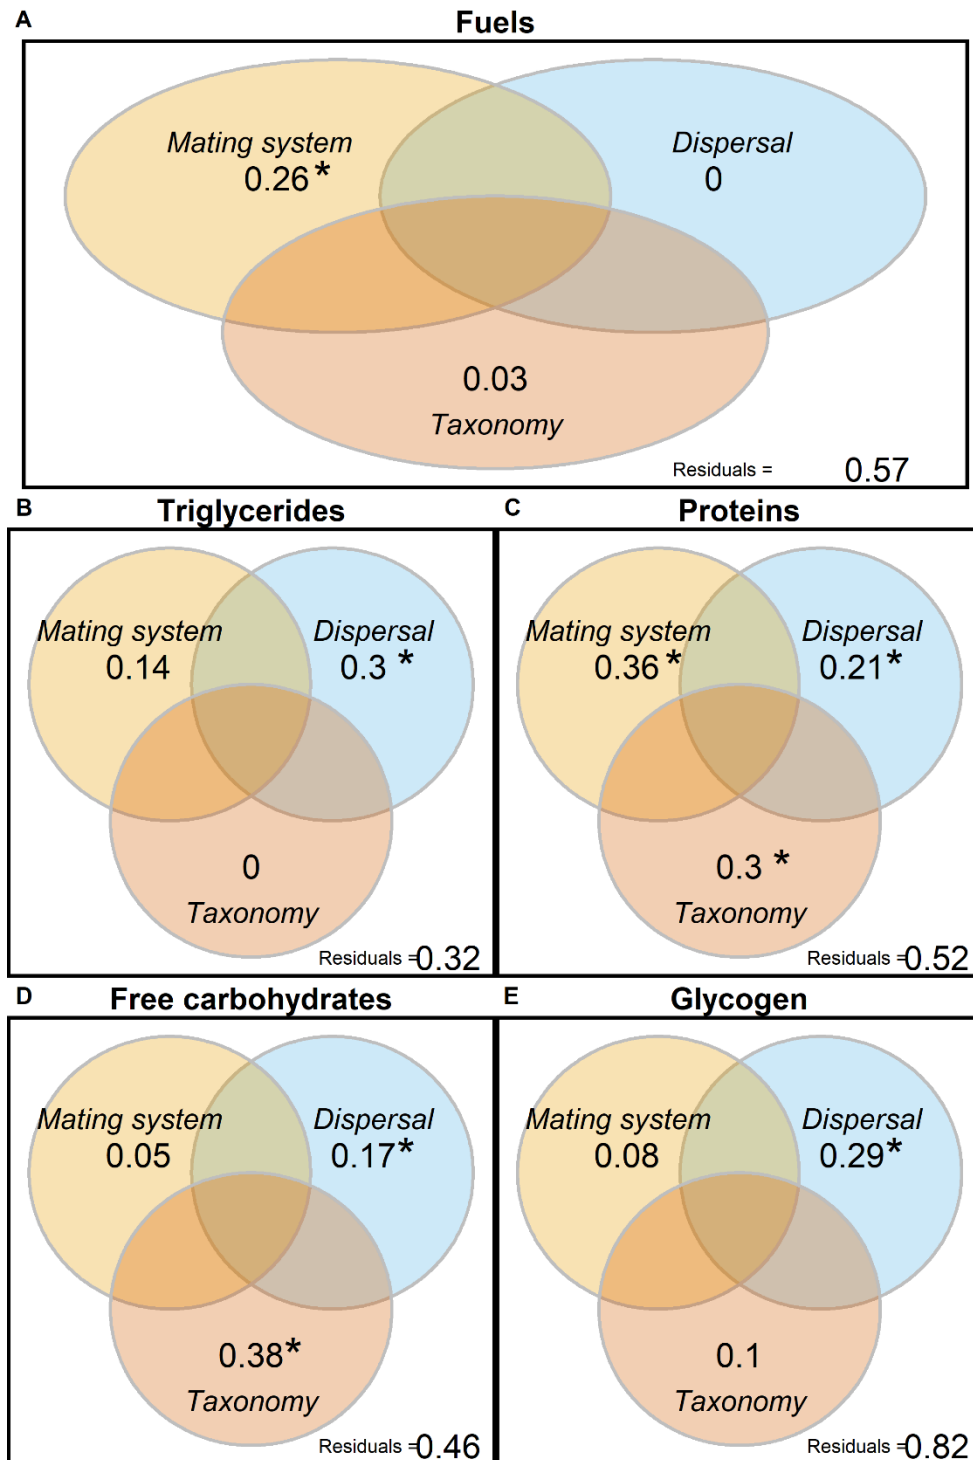 A
Fuels
Mating system
0.26*
Dispersal
0
0.03
Taxonomy
Residuals = 0.57
B
Triglycerides
Mating system
0.14
Dispersal
0.3 *
0
Taxonomy
Residuals =0.32
C
Proteins
Mating system
0.36*
Dispersal
0.21*
0.3 *
Taxonomy
Residuals =0.52
D
Free carbohydrates
Mating system
0.05
Dispersal
0.17*
0.38*
Taxonomy
Residuals =0.46
E
Glycogen
Mating system
0.08
Dispersal
0.29*
0.1
Taxonomy
Residuals =0.82